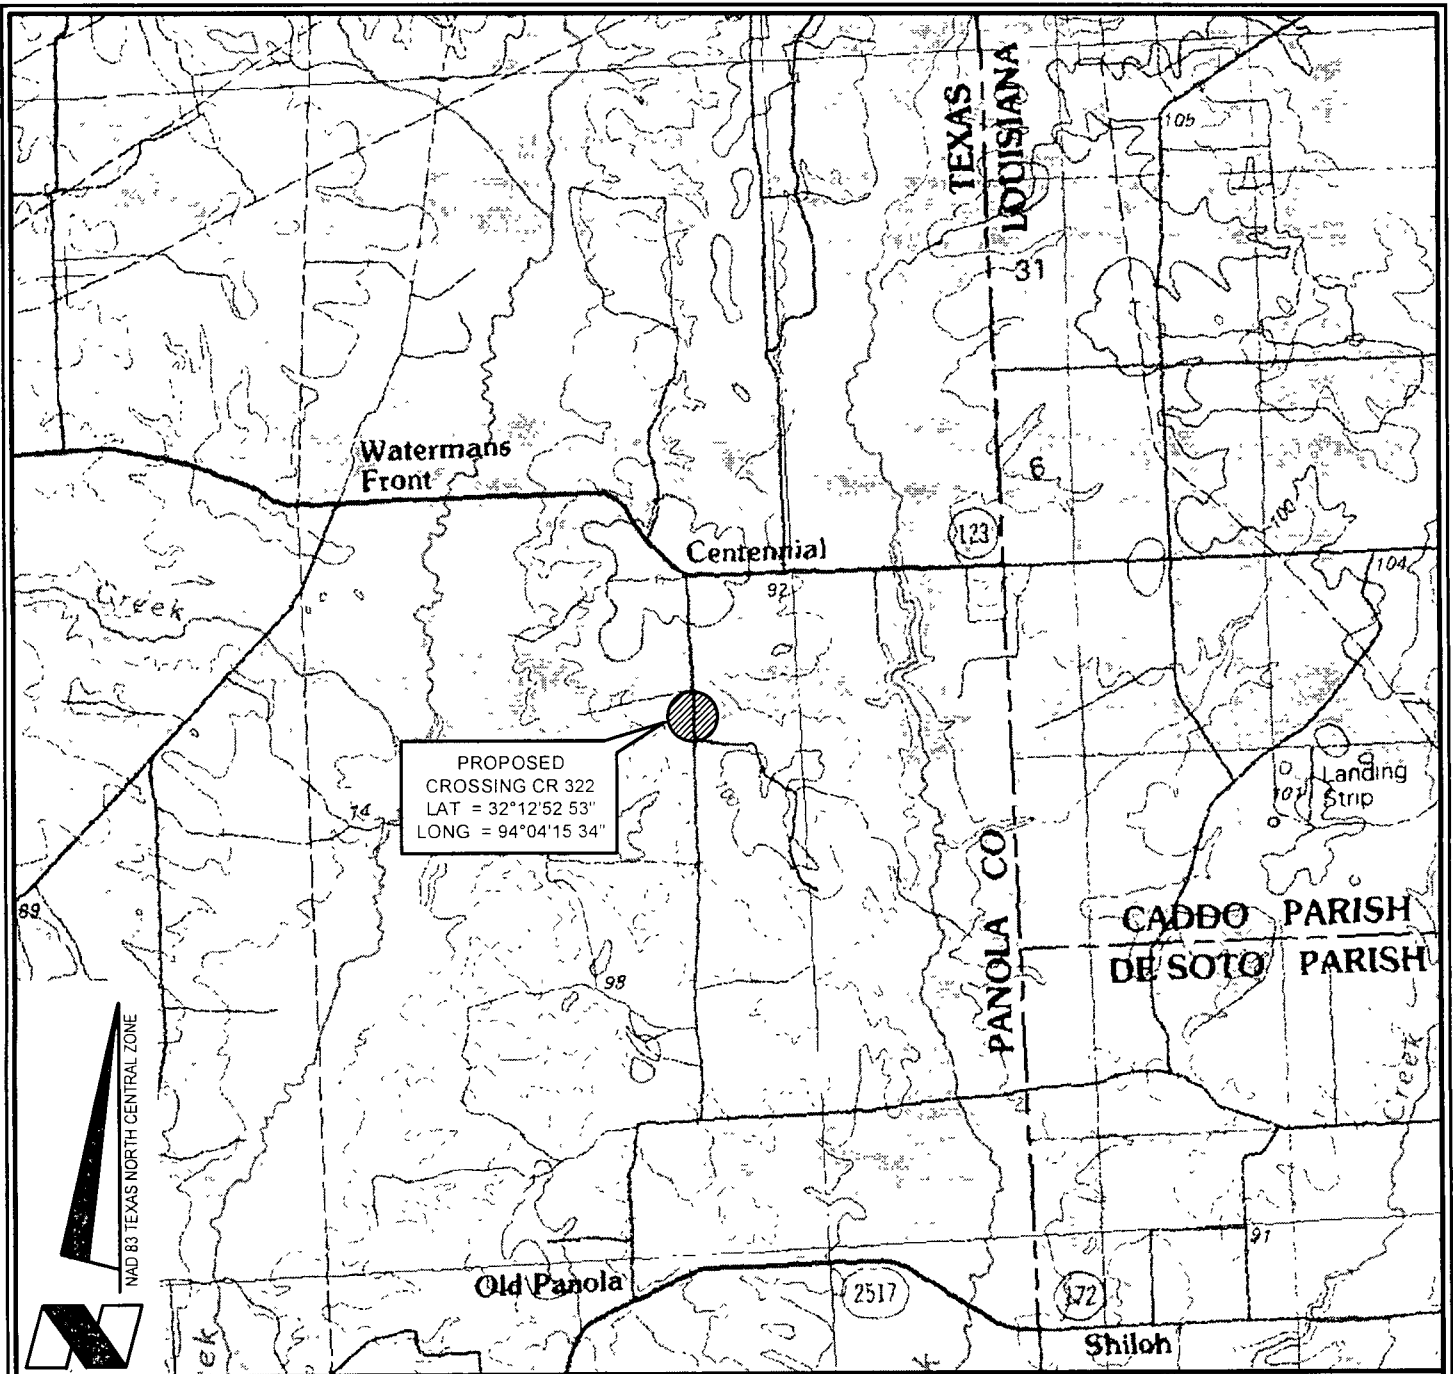 TEXAS
LOUISIANA
105
31
Watermans
Front
6
123
100
Centennial
104
92
Creek
PROPOSED
CROSSING CR 322
LAT = 32°12'52 53"
LONG = 94°04'15 34"
74
100
Landing
Strip
101
PANOLA CO
89
CADDO PARISH
DE SOTO PARISH
98
NAD 83 TEXAS NORTH CENTRAL ZONE
Creek
91
Old Panola
2517
172
Shiloh
ek
k